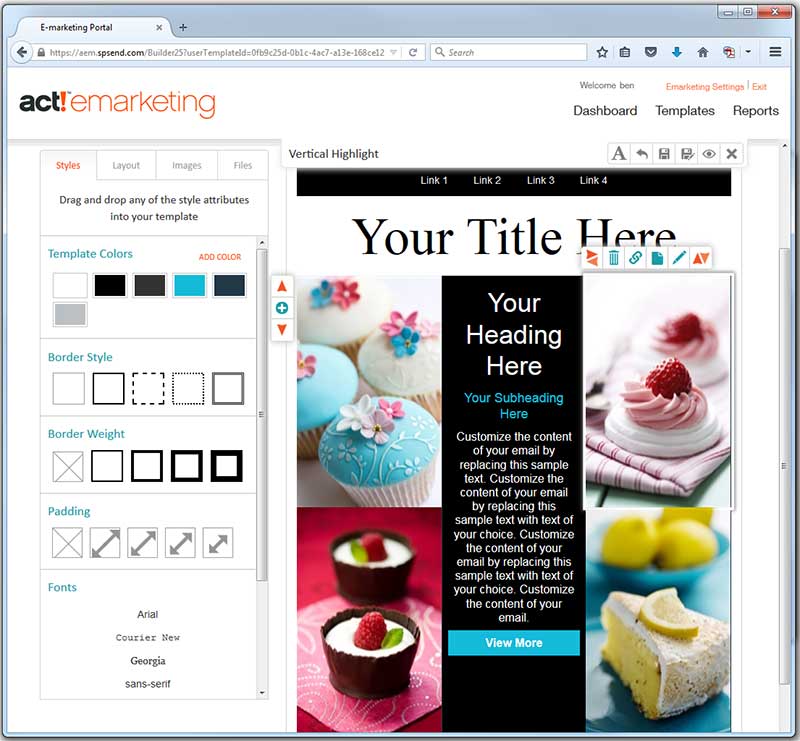 E-marketing Portal
https://aem.spsend.com/Builder25?userTemplateId=0fb9c25d-0b1c-4ac7-a13e-168ce12
Search
act! emarketing
Welcome ben
Emarketing Settings | Exit
Dashboard Templates Reports
Styles Layout Images Files
Drag and drop any of the style attributes
into your template
Template Colors
ADD COLOR
Border Style
Border Weight
Padding
Fonts
Arial
Courier New
Georgia
sans-serif
Vertical Highlight
Link 1 Link 2 Link 3 Link 4
Your Title Here
Your
Heading
Here
Your Subheading
Here
Customize the content
of your email by
replacing this sample
text. Customize the
content of your email
by replacing this
sample text with text of
your choice. Customize
the content of your
email by replacing this
sample text with text of
your choice. Customize
the content of your
email.
View More